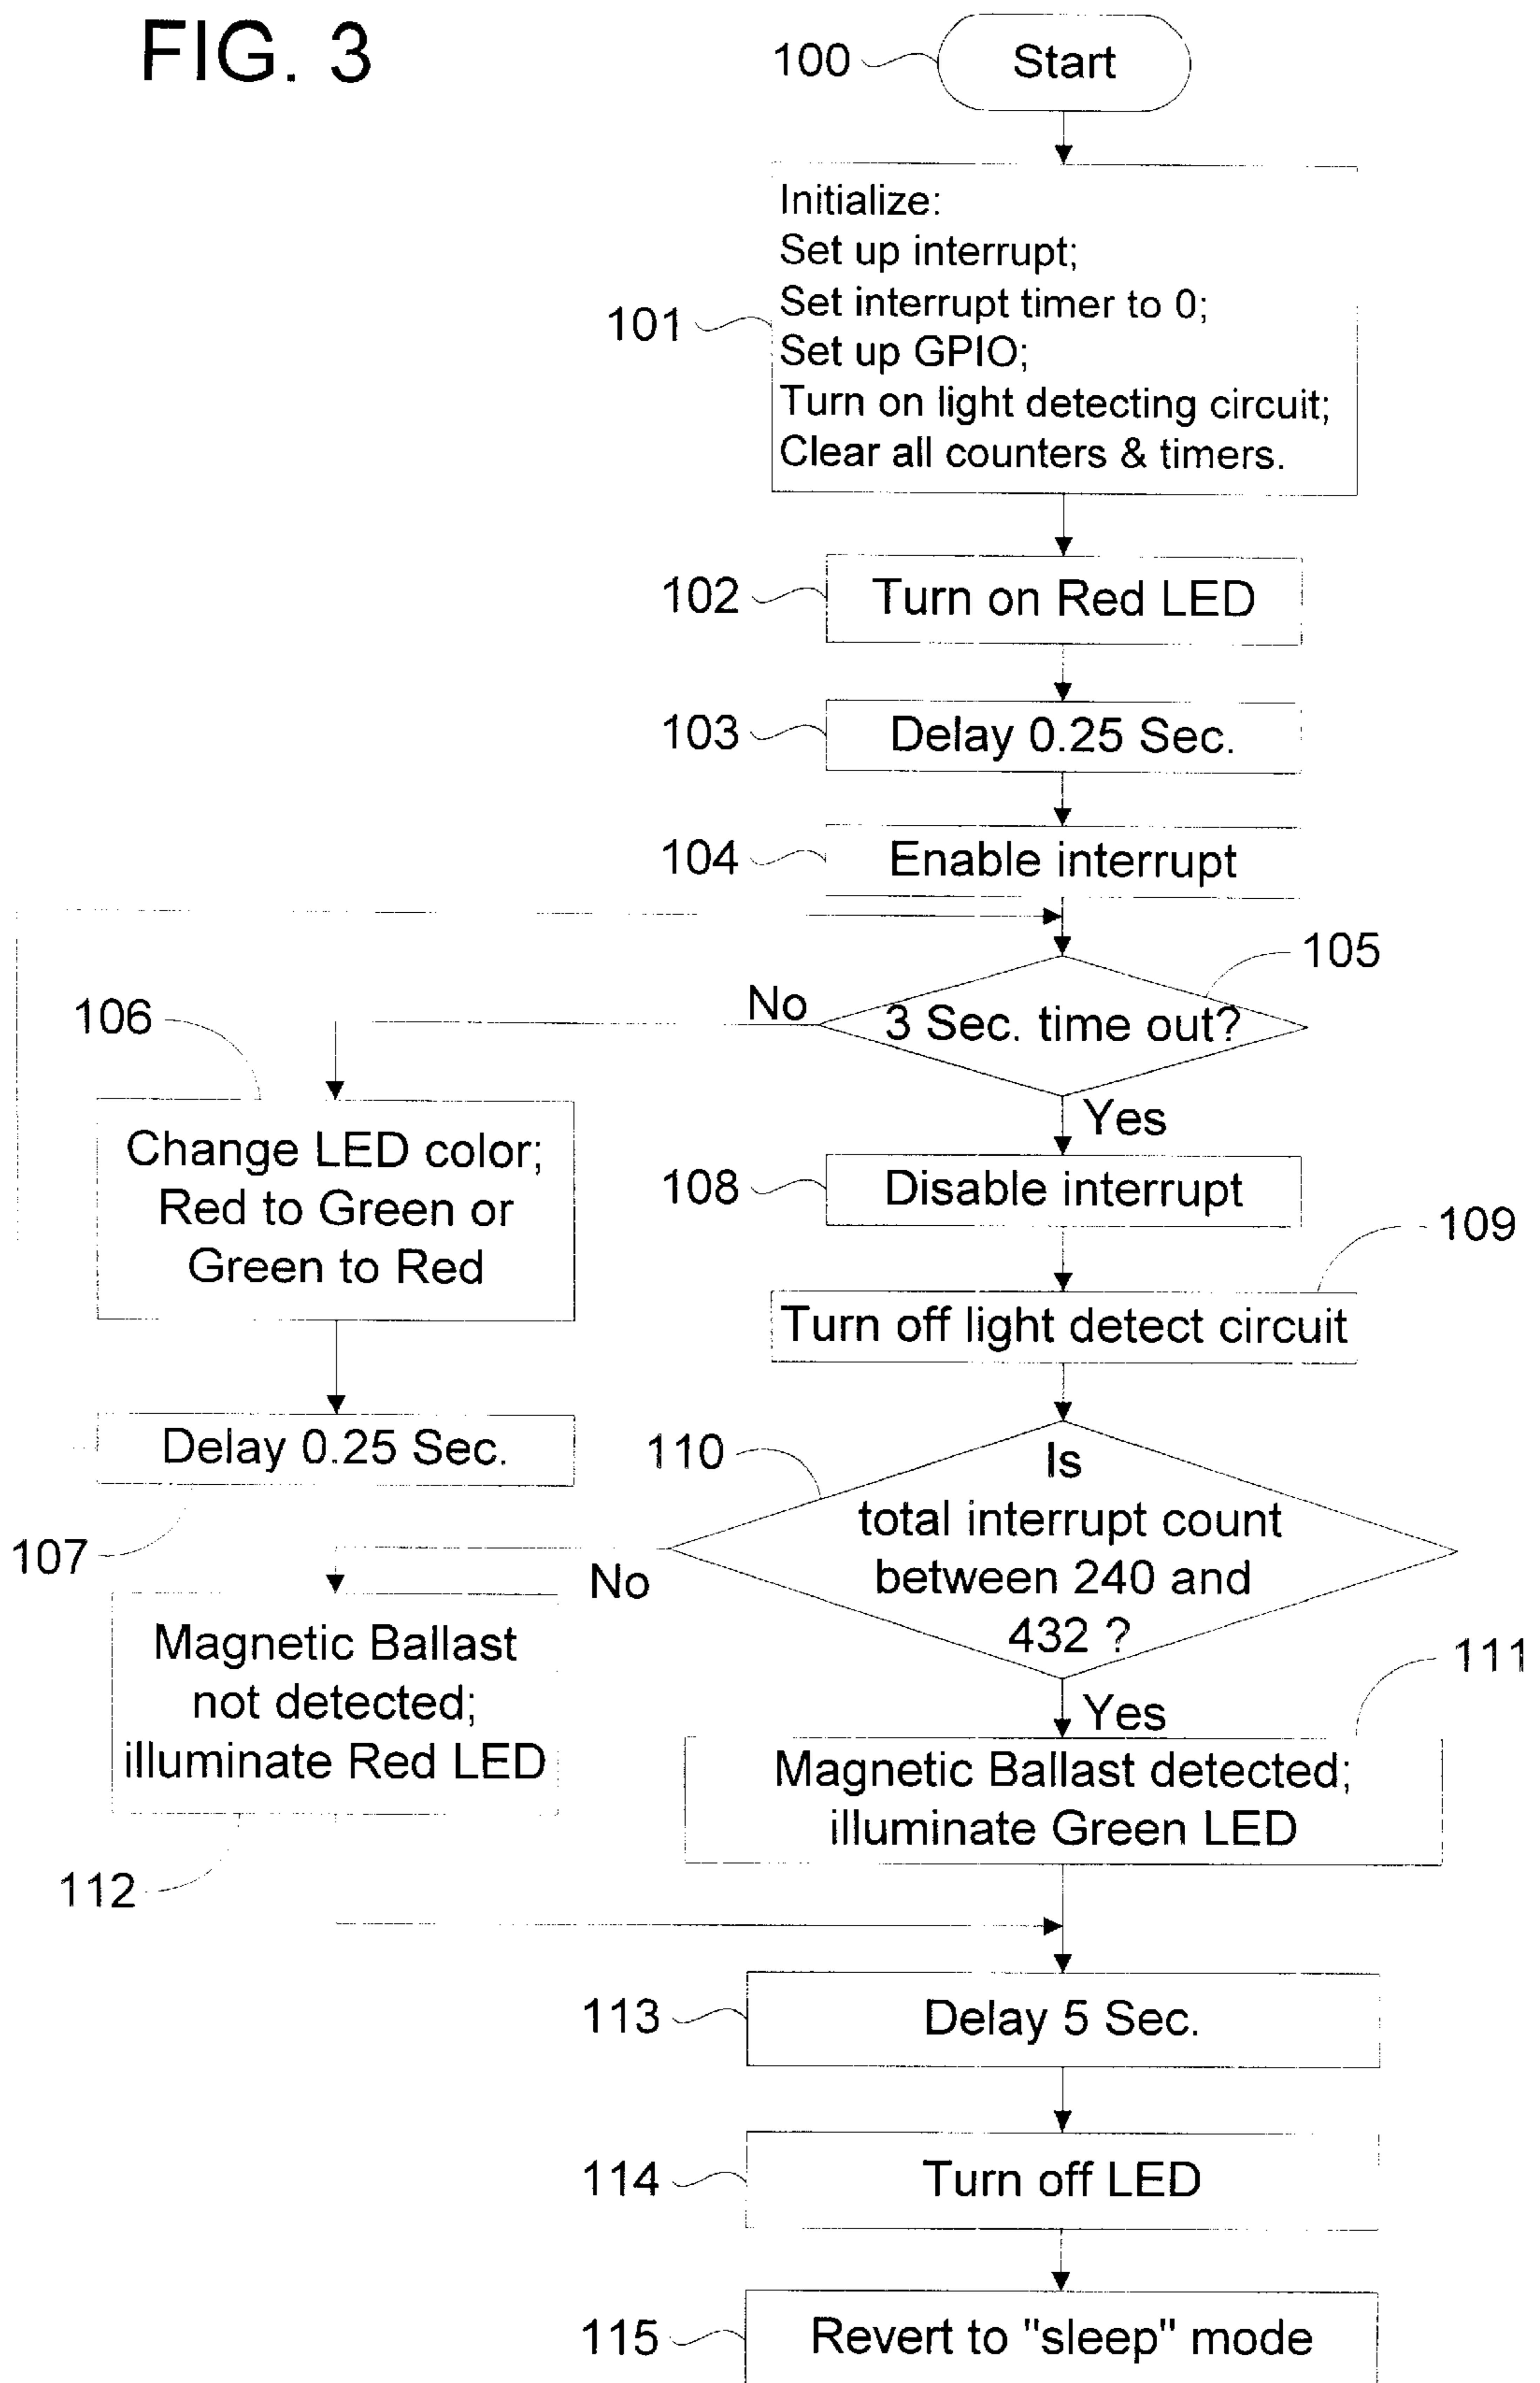 FIG. 3
100
Start
Initialize:
Set up interrupt;
Set interrupt timer to 0;
101
Set up GPIO;
Turn on light detecting circuit;
Clear all counters & timers.
102
Turn on Red LED
103
Delay 0.25 Sec.
104
Enable interrupt
105
No
3 Sec. time out?
106
Yes
Change LED color;
Red to Green or
Green to Red
108
Disable interrupt
109
Turn off light detect circuit
Delay 0.25 Sec.
107
110
Is
total interrupt count
between 240 and
432 ?
No
Magnetic Ballast
not detected;
illuminate Red LED
112
Yes
111
Magnetic Ballast detected;
illuminate Green LED
113
Delay 5 Sec.
114
Turn off LED
115
Revert to "sleep" mode